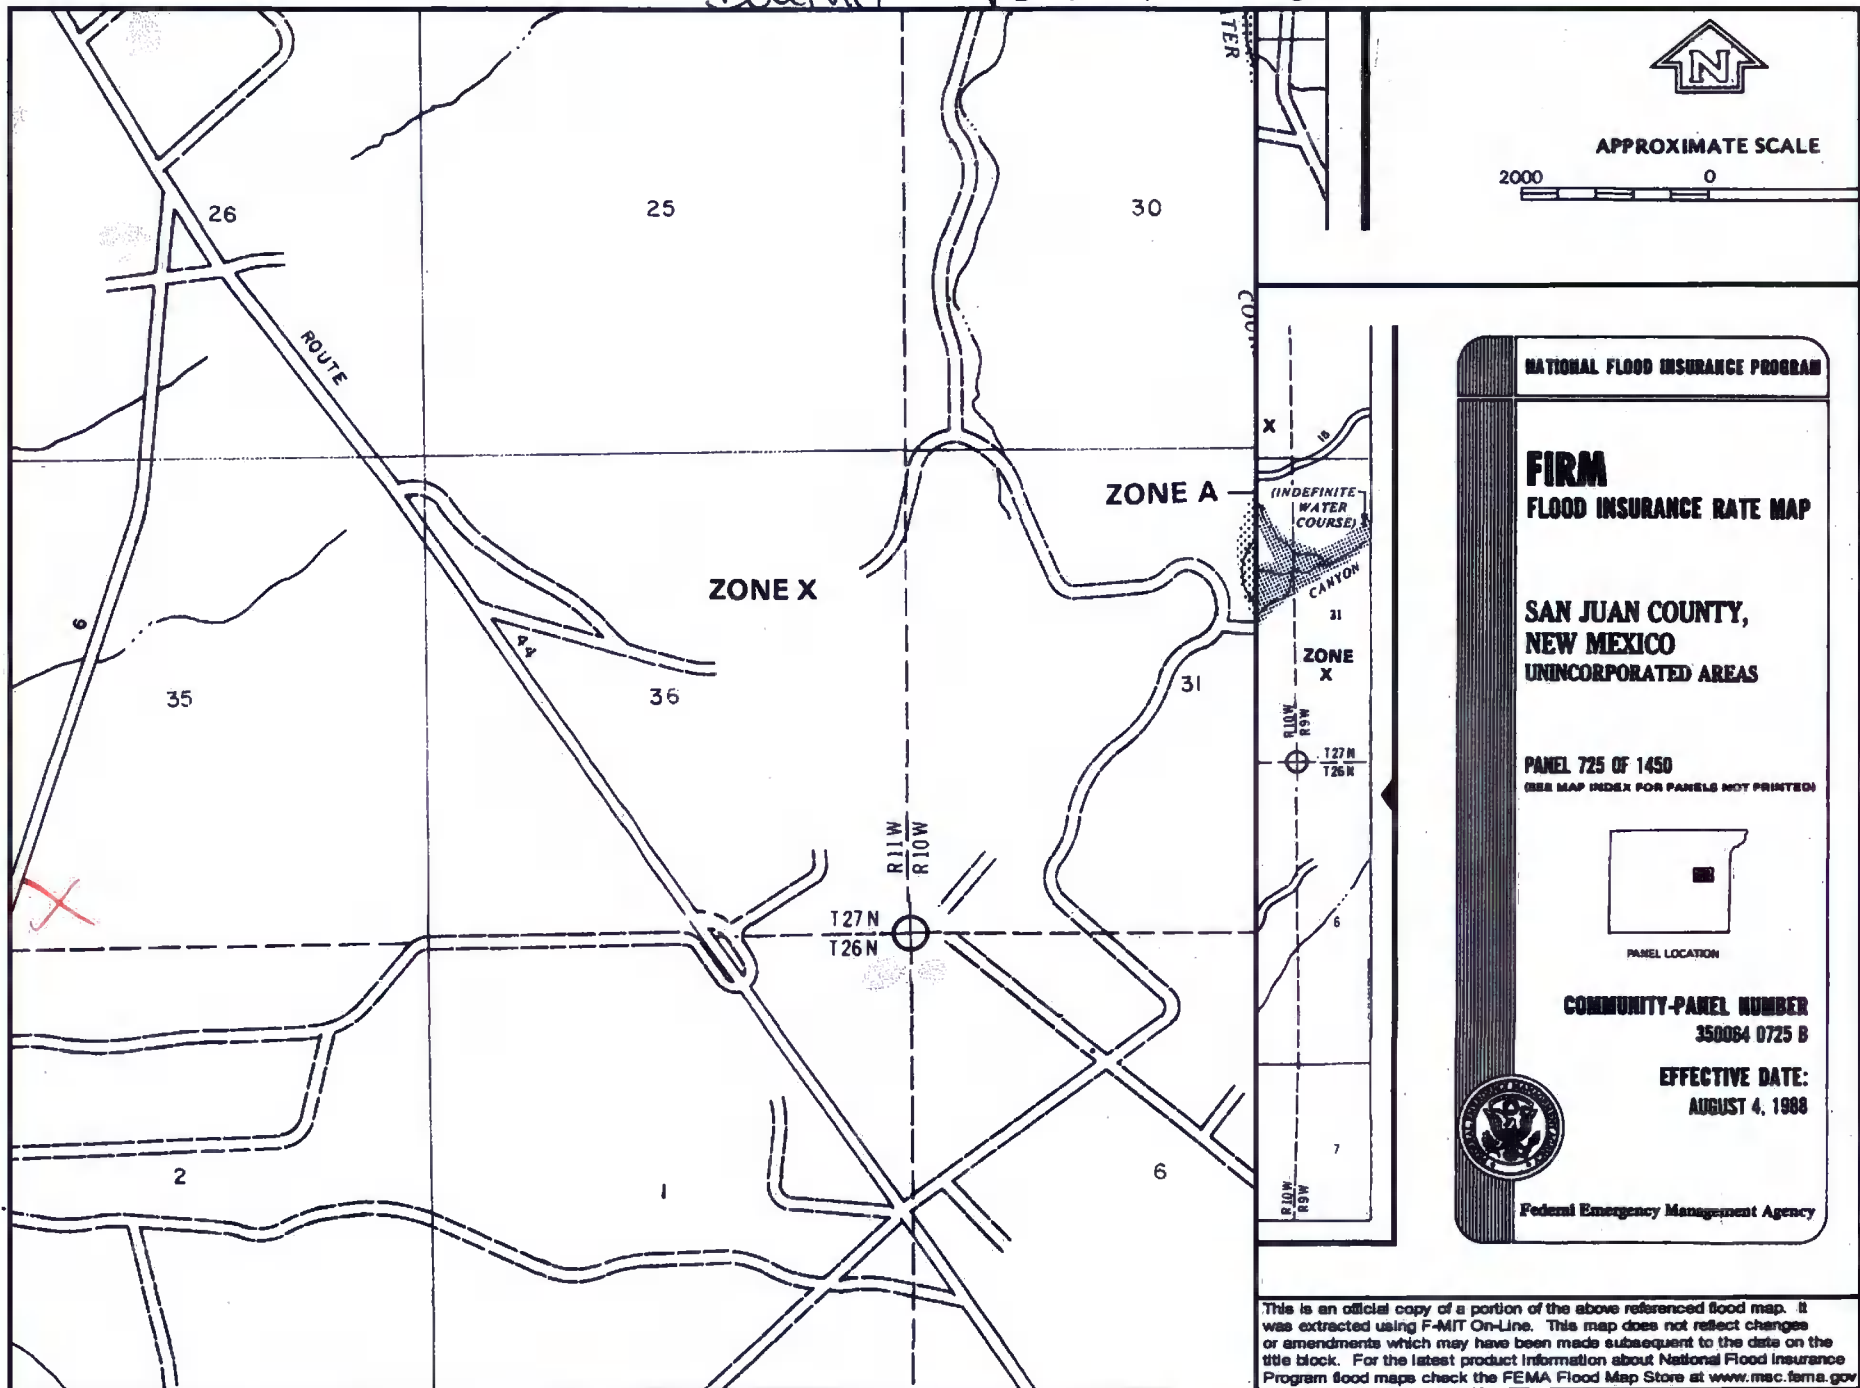 TER
APPROXIMATE SCALE
2000 0
26
25
30
ROUTE
X
18
ZONE A
(INDEFINITE
WATER
COURSE)
CANYON
ZONE X
31
ZONE
X
6
44
35
36
31
R10W
R9W
T27N
T26N
R11W
R10W
T27N
T26N
6
2
1
6
7
R10W
R9W
N
NATIONAL FLOOD INSURANCE PROGRAM
FIRM
FLOOD INSURANCE RATE MAP
SAN JUAN COUNTY,
NEW MEXICO
UNINCORPORATED AREAS
PANEL 725 OF 1450
(SEE MAP INDEX FOR PANELS NOT PRINTED)
PANEL LOCATION
COMMUNITY-PANEL NUMBER
350064 0725 B
EFFECTIVE DATE:
AUGUST 4, 1988
Federal Emergency Management Agency
This is an official copy of a portion of the above referenced flood map. It
was extracted using F-MIT On-Line. This map does not reflect changes
or amendments which may have been made subsequent to the date on the
title block. For the latest product information about National Flood Insurance
Program flood maps check the FEMA Flood Map Store at www.msc.fema.gov